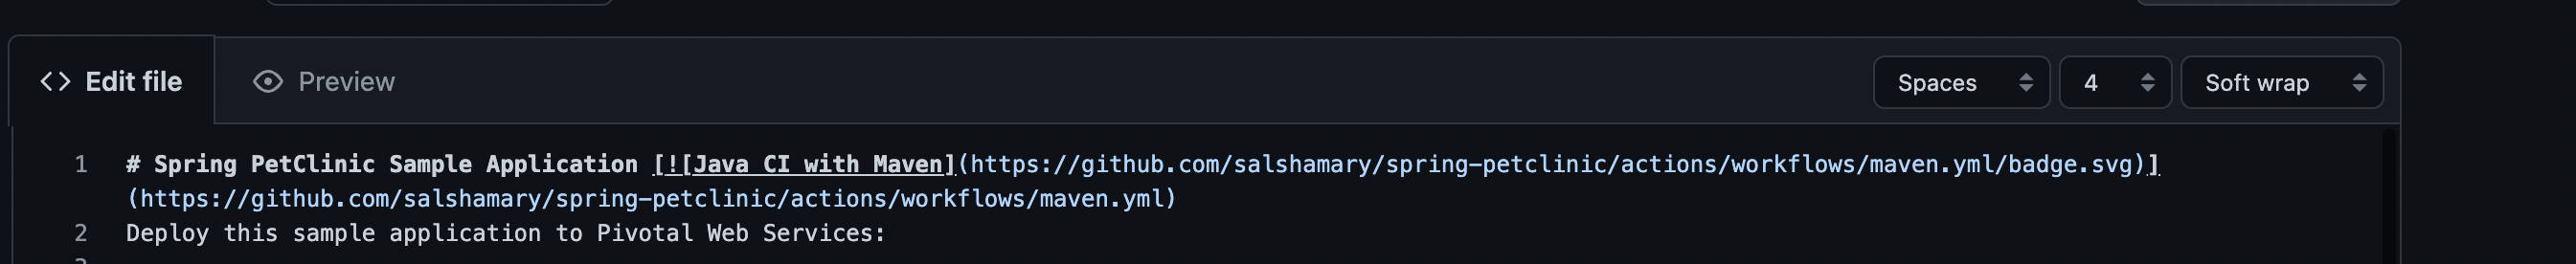 Edit file
Preview
Spaces
4
Soft wrap
1 # Spring PetClinic Sample Application [![Java CI with Maven](https://github.com/salshamary/spring-petclinic/actions/workflows/maven.yml/badge.svg)]
(https://github.com/salshamary/spring-petclinic/actions/workflows/maven.yml)
2 Deploy this sample application to Pivotal Web Services: